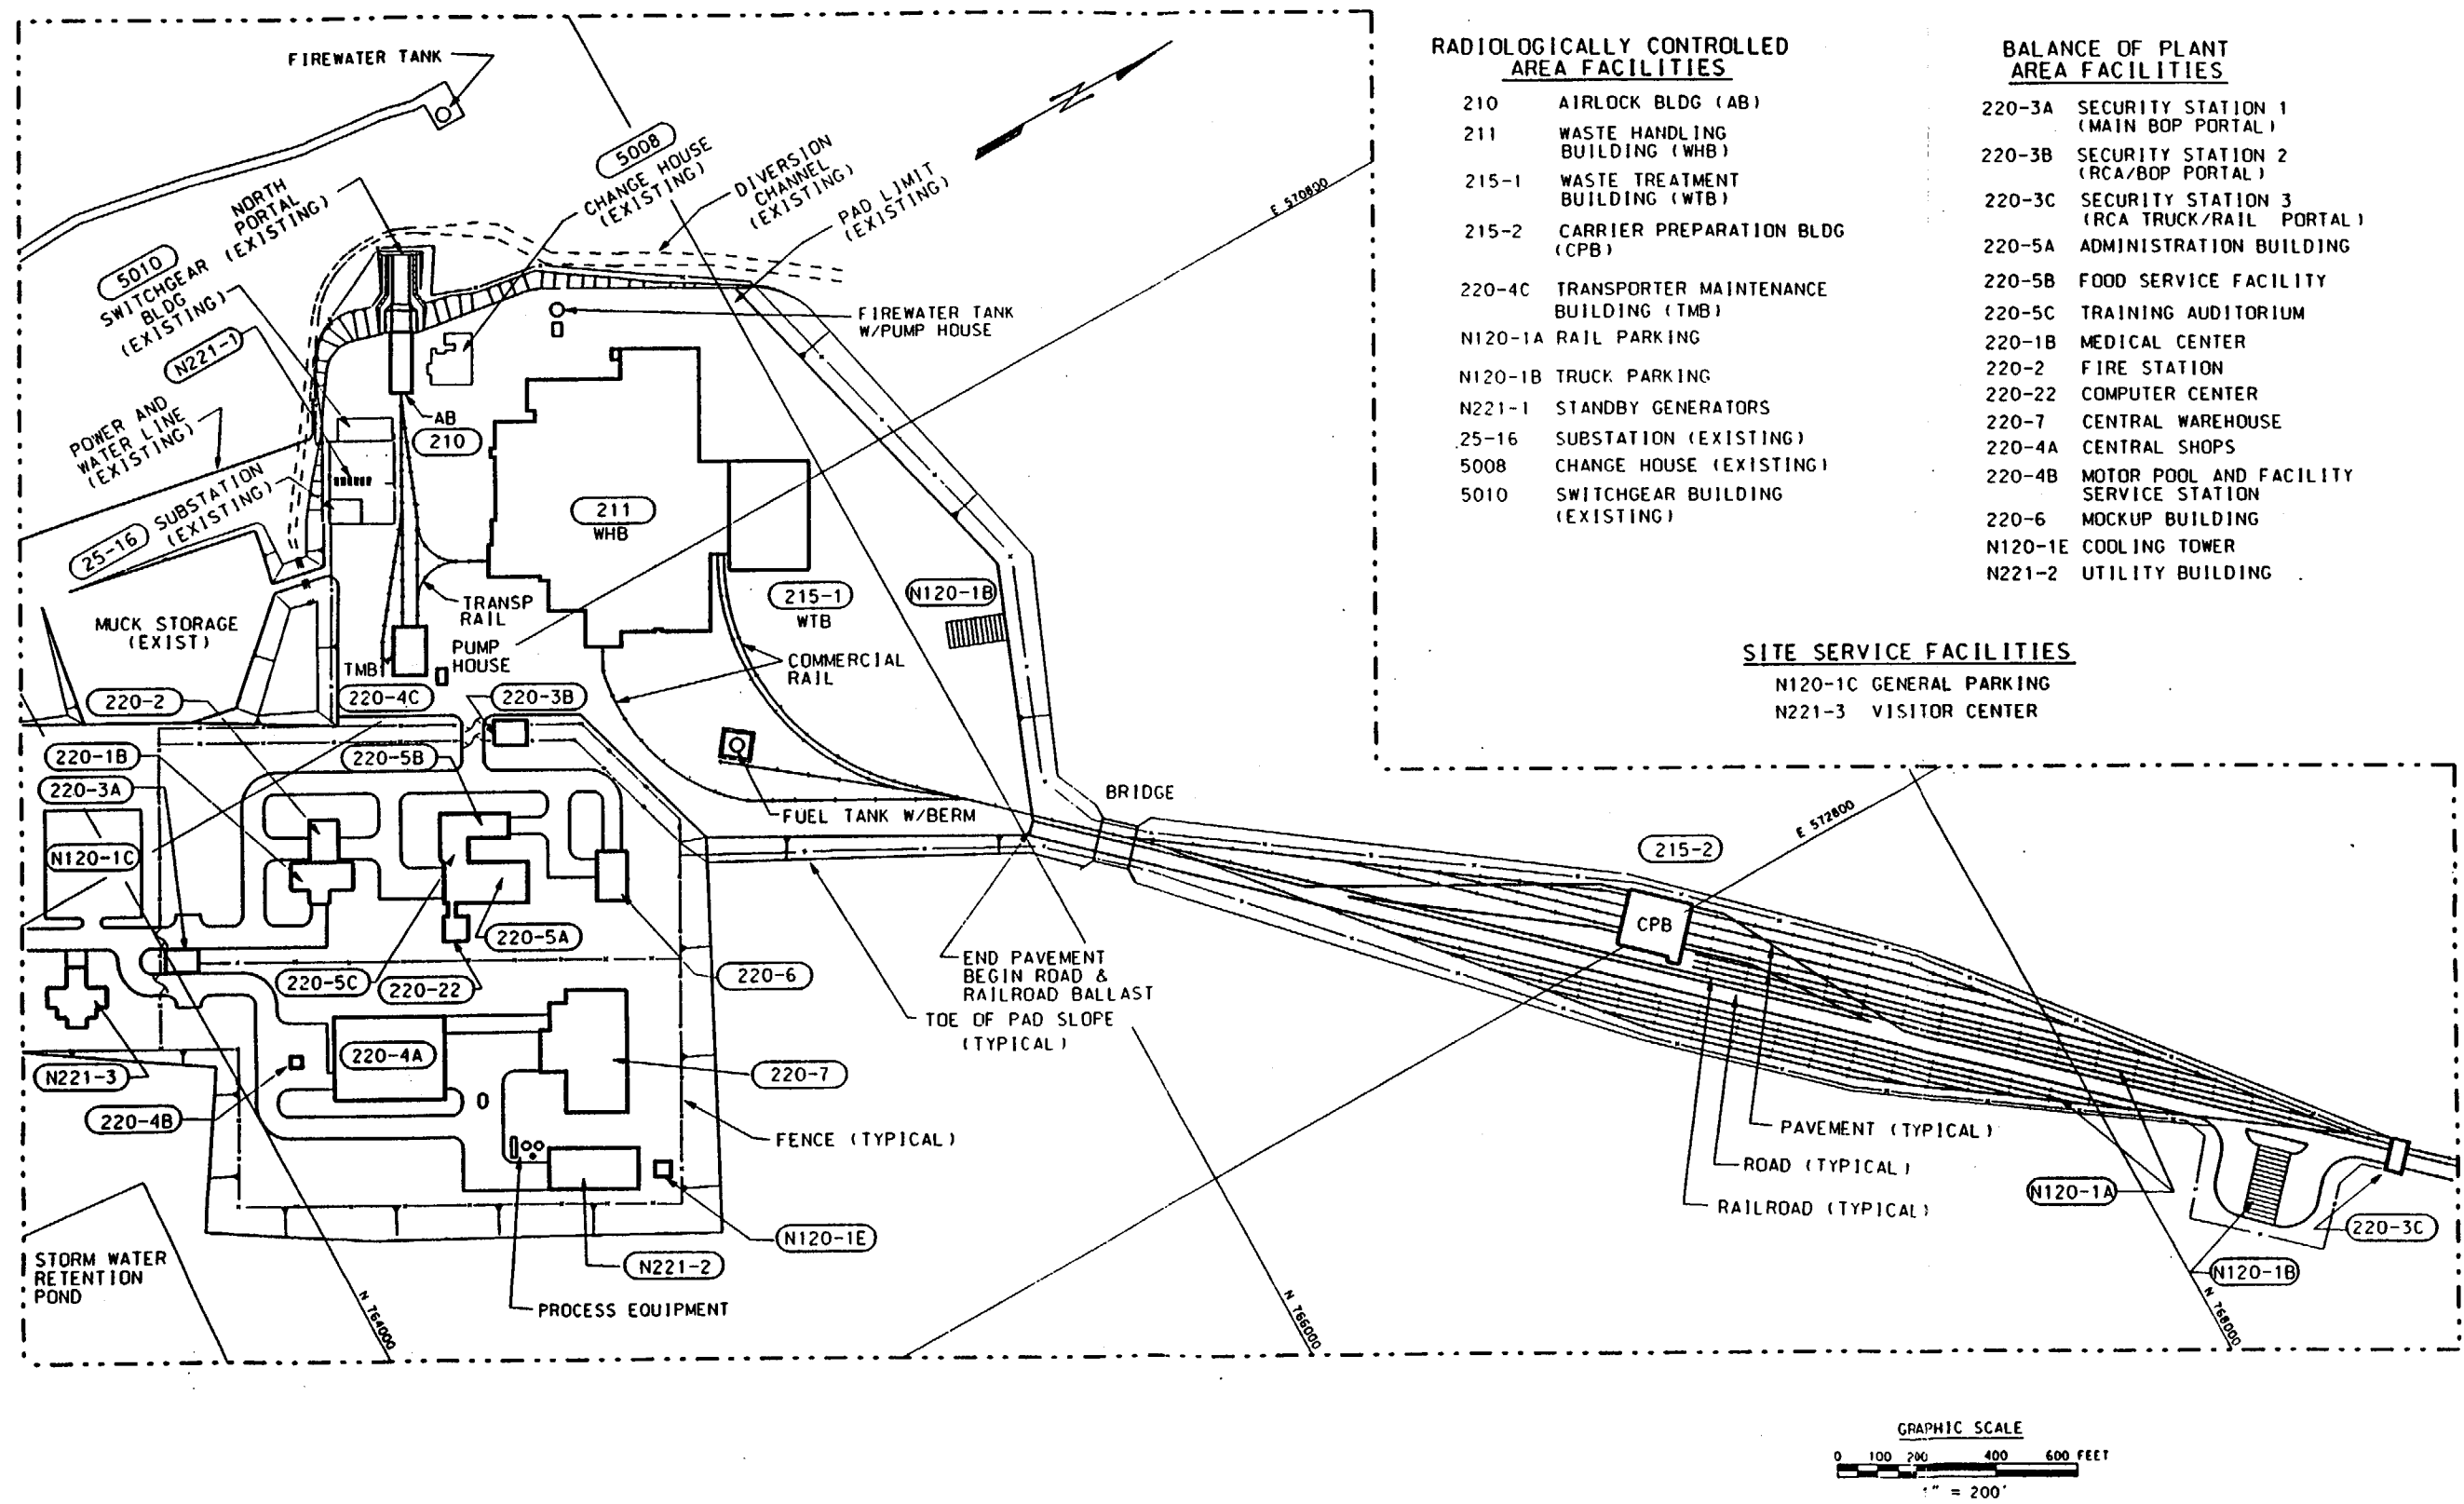 FIREWATER TANK
5008
CHANGE HOUSE
(EXISTING)
DIVERSION
CHANNEL
(EXISTING)
PAD LIMIT
(EXISTING)
N
E 570800
NORTH
PORTAL
(EXISTING)
5010
SWITCHGEAR
BLDG
(EXISTING)
N221-1
POWER AND
WATER LINE
(EXISTING)
25-16
SUBSTATION
(EXISTING)
FIREWATER TANK
W/PUMP HOUSE
AB
210
211
WHB
215-1
WTB
N120-1B
TRANSP
RAIL
PUMP
HOUSE
TMB
220-4C
MUCK STORAGE
(EXIST)
COMMERCIAL
RAIL
220-2
220-3B
220-1B
220-5B
220-3A
N120-1C
FUEL TANK W/BERM
BRIDGE
E 572800
215-2
CPB
220-5A
220-5C
220-22
220-6
END PAVEMENT
BEGIN ROAD &
RAILROAD BALLAST
TOE OF PAD SLOPE
(TYPICAL)
220-4A
N221-3
220-7
220-4B
FENCE (TYPICAL)
PAVEMENT (TYPICAL)
ROAD (TYPICAL)
RAILROAD (TYPICAL)
N120-1A
220-3C
N120-1B
N120-1E
N221-2
PROCESS EQUIPMENT
STORM WATER
RETENTION
POND
N 764000
N 766000
N 768000
RADIOLOGICALLY CONTROLLED
AREA FACILITIES
210 AIRLOCK BLDG (AB)
211 WASTE HANDLING
BUILDING (WHB)
215-1 WASTE TREATMENT
BUILDING (WTB)
215-2 CARRIER PREPARATION BLDG
(CPB)
220-4C TRANSPORTER MAINTENANCE
BUILDING (TMB)
N120-1A RAIL PARKING
N120-1B TRUCK PARKING
N221-1 STANDBY GENERATORS
25-16 SUBSTATION (EXISTING)
5008 CHANGE HOUSE (EXISTING)
5010 SWITCHGEAR BUILDING
(EXISTING)
BALANCE OF PLANT
AREA FACILITIES
220-3A SECURITY STATION 1
(MAIN BOP PORTAL)
220-3B SECURITY STATION 2
(RCA/BOP PORTAL)
220-3C SECURITY STATION 3
(RCA TRUCK/RAIL PORTAL)
220-5A ADMINISTRATION BUILDING
220-5B FOOD SERVICE FACILITY
220-5C TRAINING AUDITORIUM
220-1B MEDICAL CENTER
220-2 FIRE STATION
220-22 COMPUTER CENTER
220-7 CENTRAL WAREHOUSE
220-4A CENTRAL SHOPS
220-4B MOTOR POOL AND FACILITY
SERVICE STATION
220-6 MOCKUP BUILDING
N120-1E COOLING TOWER
N221-2 UTILITY BUILDING
SITE SERVICE FACILITIES
N120-1C GENERAL PARKING
N221-3 VISITOR CENTER
GRAPHIC SCALE
0 100 200 400 600 FEET
1" = 200'